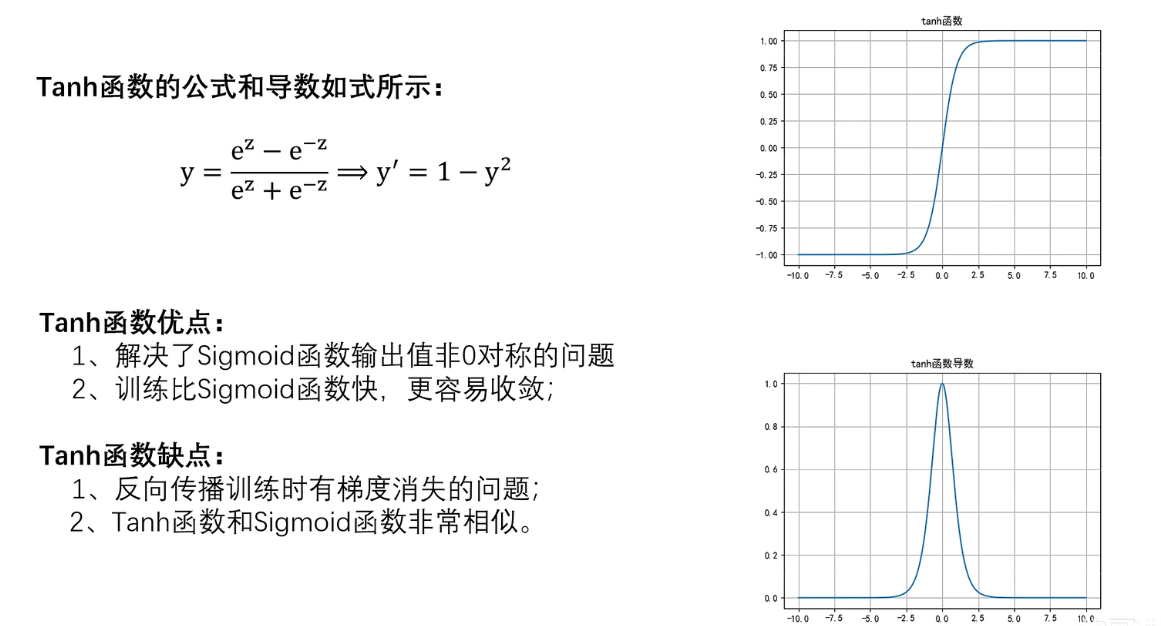 Tanh函数的公式和导数如式所示：
y = (e^z − e^−z) / (e^z + e^−z) ⟹ y′ = 1 − y²
Tanh函数优点：
1、解决了Sigmoid函数输出值非0对称的问题
2、训练比Sigmoid函数快，更容易收敛；
Tanh函数缺点：
1、反向传播训练时有梯度消失的问题；
2、Tanh函数和Sigmoid函数非常相似。
tanh函数
1.00
0.75
0.50
0.25
0.00
-0.25
-0.50
-0.75
-1.00
-10.0 -7.5 -5.0 -2.5 0.0 2.5 5.0 7.5 10.0
tanh函数导数
1.0
0.8
0.6
0.4
0.2
0.0
-10.0 -7.5 -5.0 -2.5 0.0 2.5 5.0 7.5 10.0